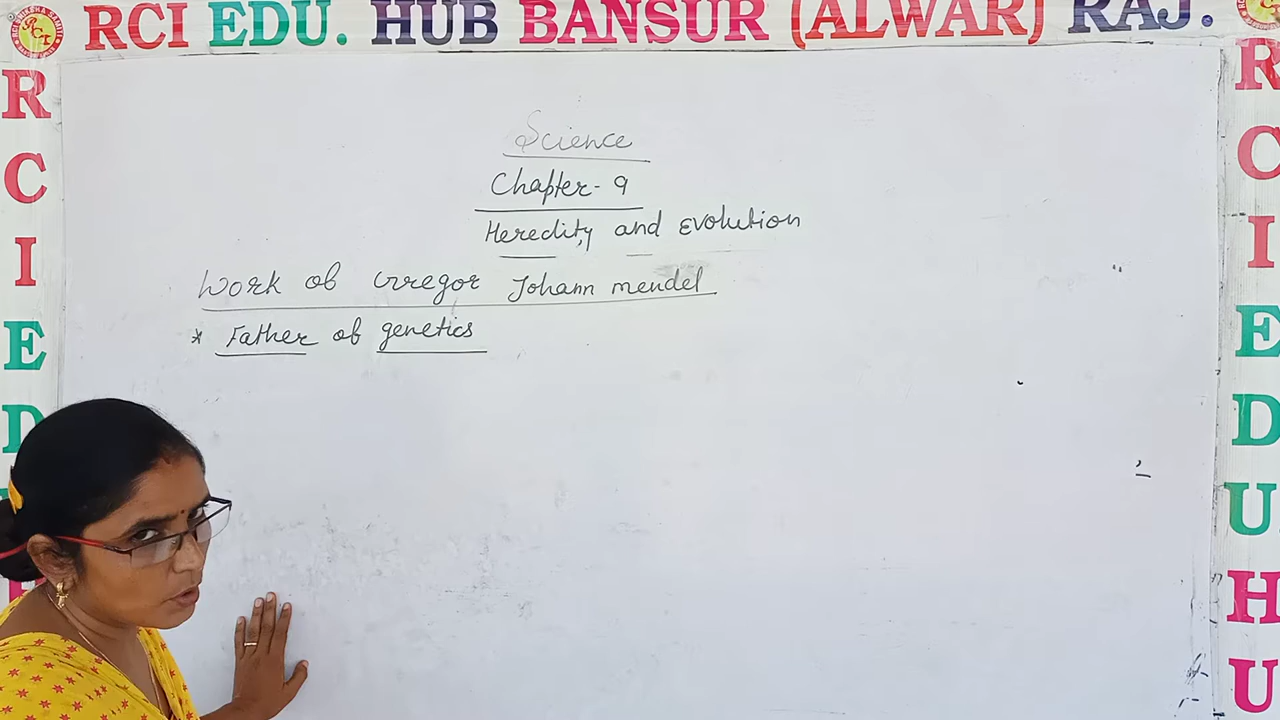 RCI EDU. HUB BANSUR (ALWAR) RAJ.
R
C
I
E
D
Science
Chapter-9
Heredity and Evolution
Work of Gregor Johann mendel
* Father of genetics
R
C
I
E
D
U
H
U